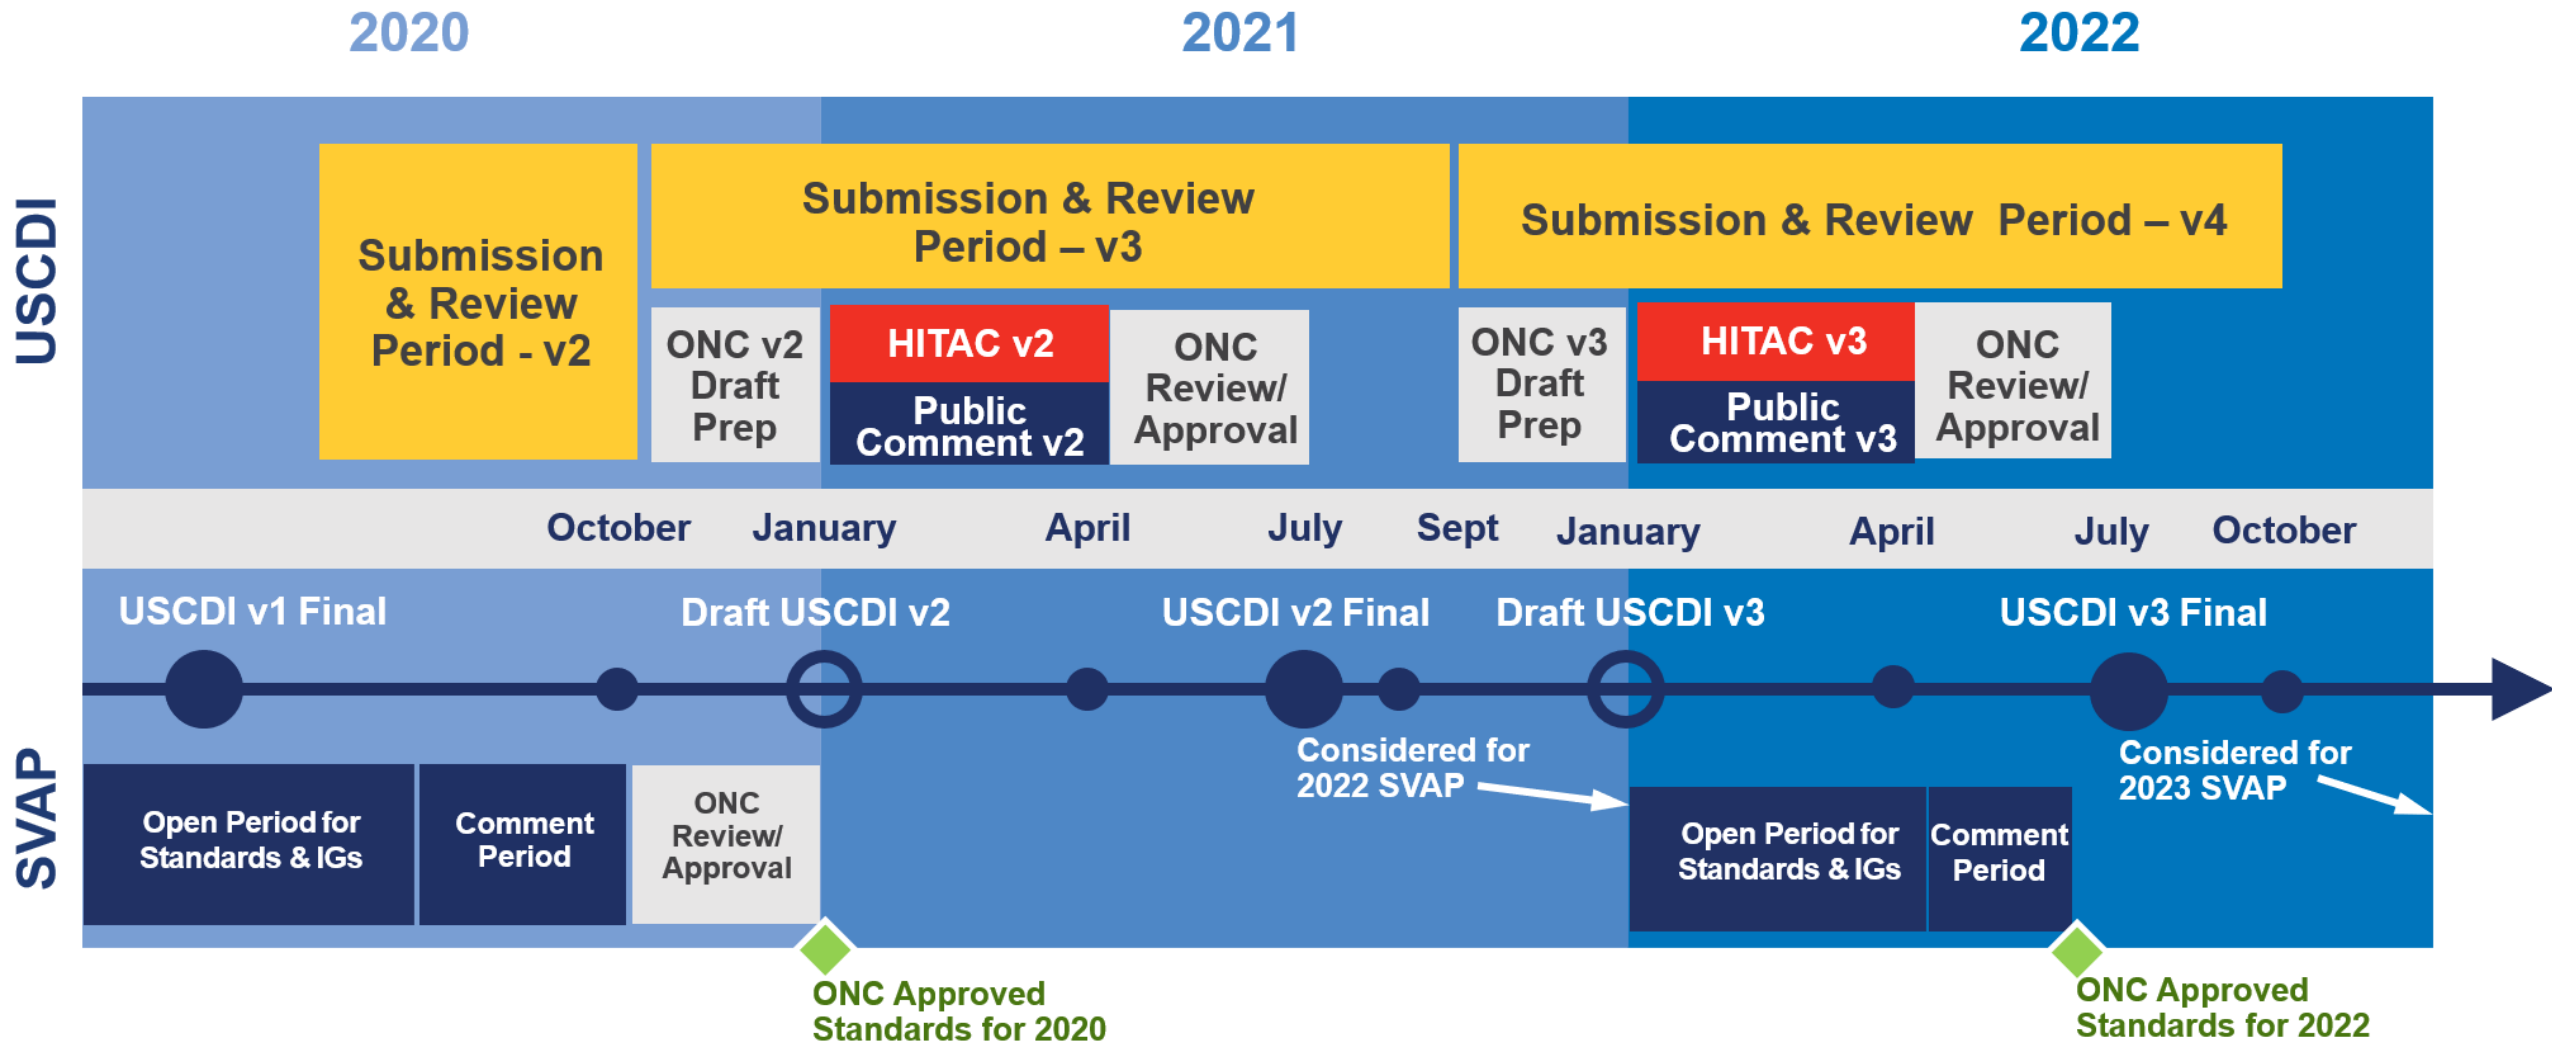 2020
2021
2022
USCDI
Submission
& Review
Period - v2
Submission & Review
Period – v3
Submission & Review Period – v4
ONC v2
Draft
Prep
HITAC v2
Public
Comment v2
ONC
Review/
Approval
ONC v3
Draft
Prep
HITAC v3
Public
Comment v3
ONC
Review/
Approval
October
January
April
July
Sept
January
April
July
October
USCDI v1 Final
Draft USCDI v2
USCDI v2 Final
Draft USCDI v3
USCDI v3 Final
SVAP
Open Period for
Standards & IGs
Comment
Period
ONC
Review/
Approval
Considered for
2022 SVAP
Open Period for
Standards & IGs
Comment
Period
Considered for
2023 SVAP
ONC Approved
Standards for 2020
ONC Approved
Standards for 2022